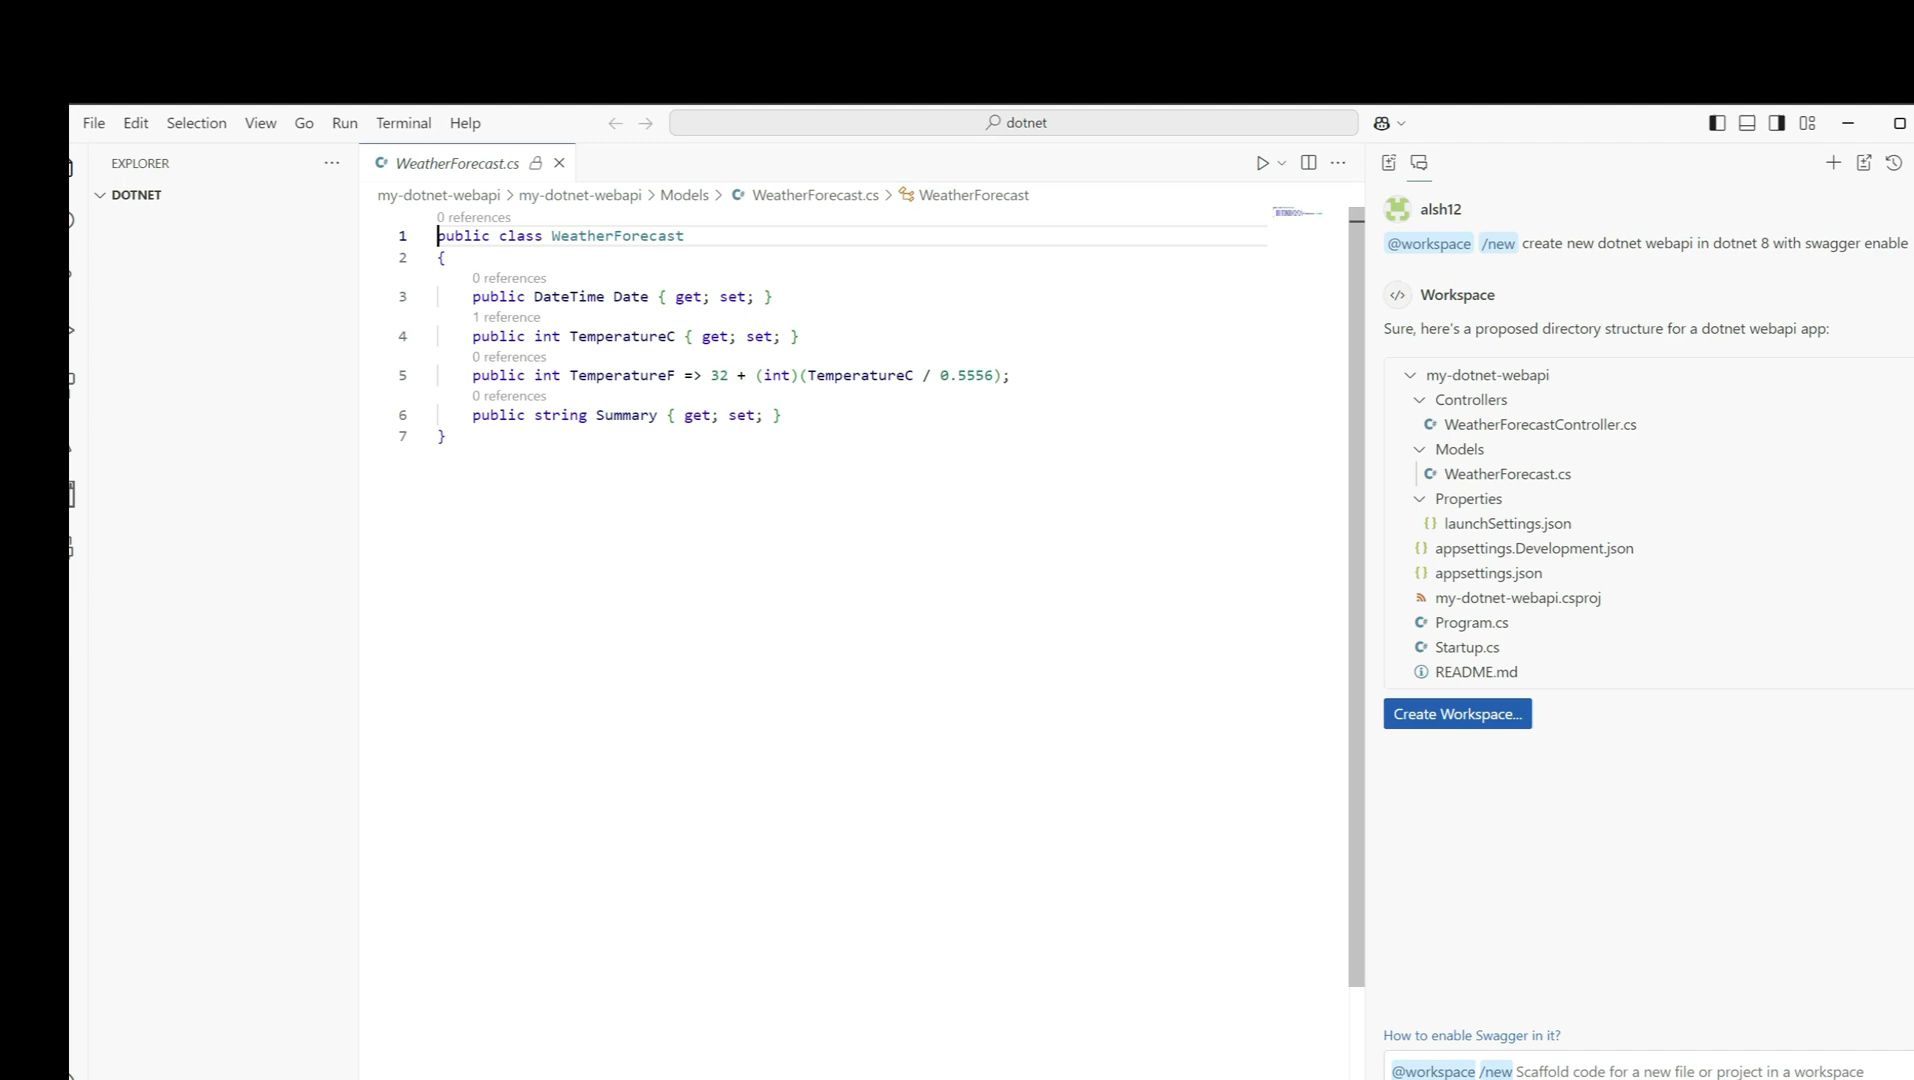 File Edit Selection View Go Run Terminal Help dotnet
EXPLORER
DOTNET
WeatherForecast.cs
my-dotnet-webapi > my-dotnet-webapi > Models > WeatherForecast.cs > WeatherForecast
0 references
1 public class WeatherForecast
2 {
0 references
3 public DateTime Date { get; set; }
1 reference
4 public int TemperatureC { get; set; }
0 references
5 public int TemperatureF => 32 + (int)(TemperatureC / 0.5556);
0 references
6 public string Summary { get; set; }
7 }
alsh12
@workspace /new create new dotnet webapi in dotnet 8 with swagger enable
Workspace
Sure, here's a proposed directory structure for a dotnet webapi app:
my-dotnet-webapi
Controllers
WeatherForecastController.cs
Models
WeatherForecast.cs
Properties
launchSettings.json
appsettings.Development.json
appsettings.json
my-dotnet-webapi.csproj
Program.cs
Startup.cs
README.md
Create Workspace...
How to enable Swagger in it?
@workspace /new Scaffold code for a new file or project in a workspace